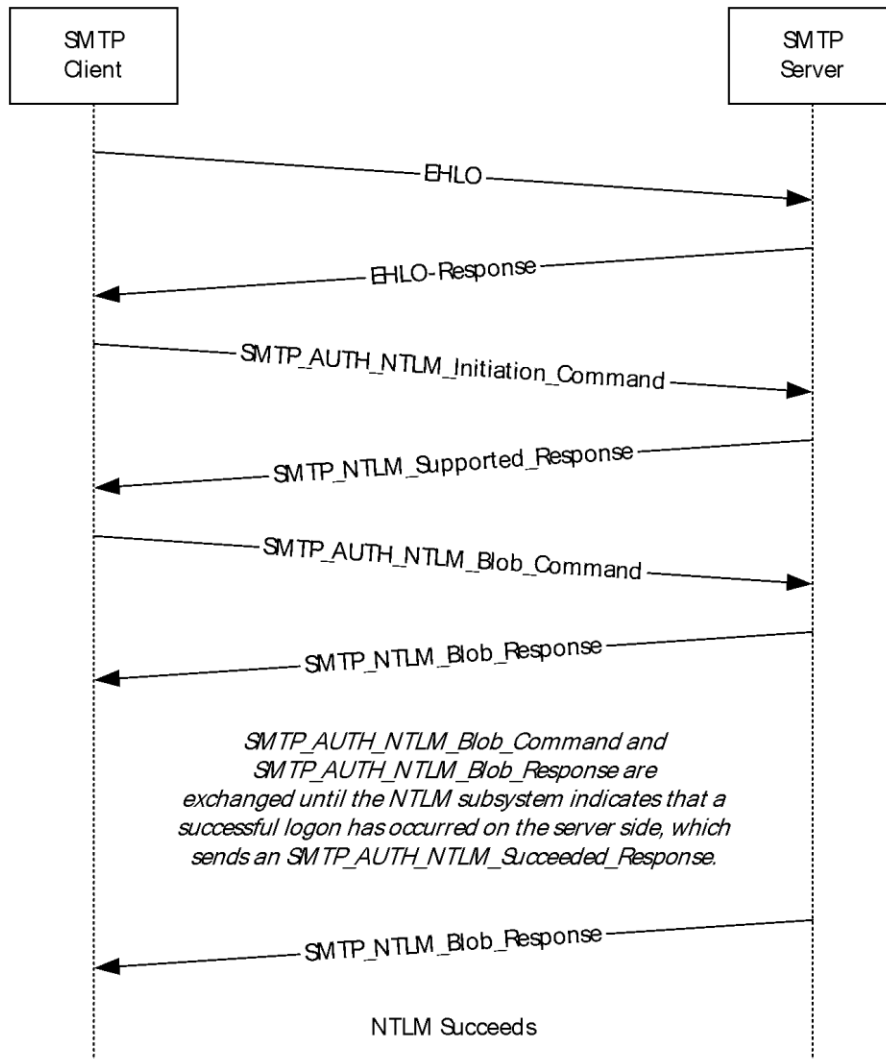 SMTP
Client
SMTP
Server
EHLO
EHLO-Response
SMTP_AUTH_NTLM_Initiation_Command
SMTP_NTLM_Supported_Response
SMTP_AUTH_NTLM_Blob_Command
SMTP_NTLM_Blob_Response
SMTP_AUTH_NTLM_Blob_Command and
SMTP_AUTH_NTLM_Blob_Response are
exchanged until the NTLM subsystem indicates that a
successful logon has occurred on the server side, which
sends an SMTP_AUTH_NTLM_Succeeded_Response.
SMTP_NTLM_Blob_Response
NTLM Succeeds